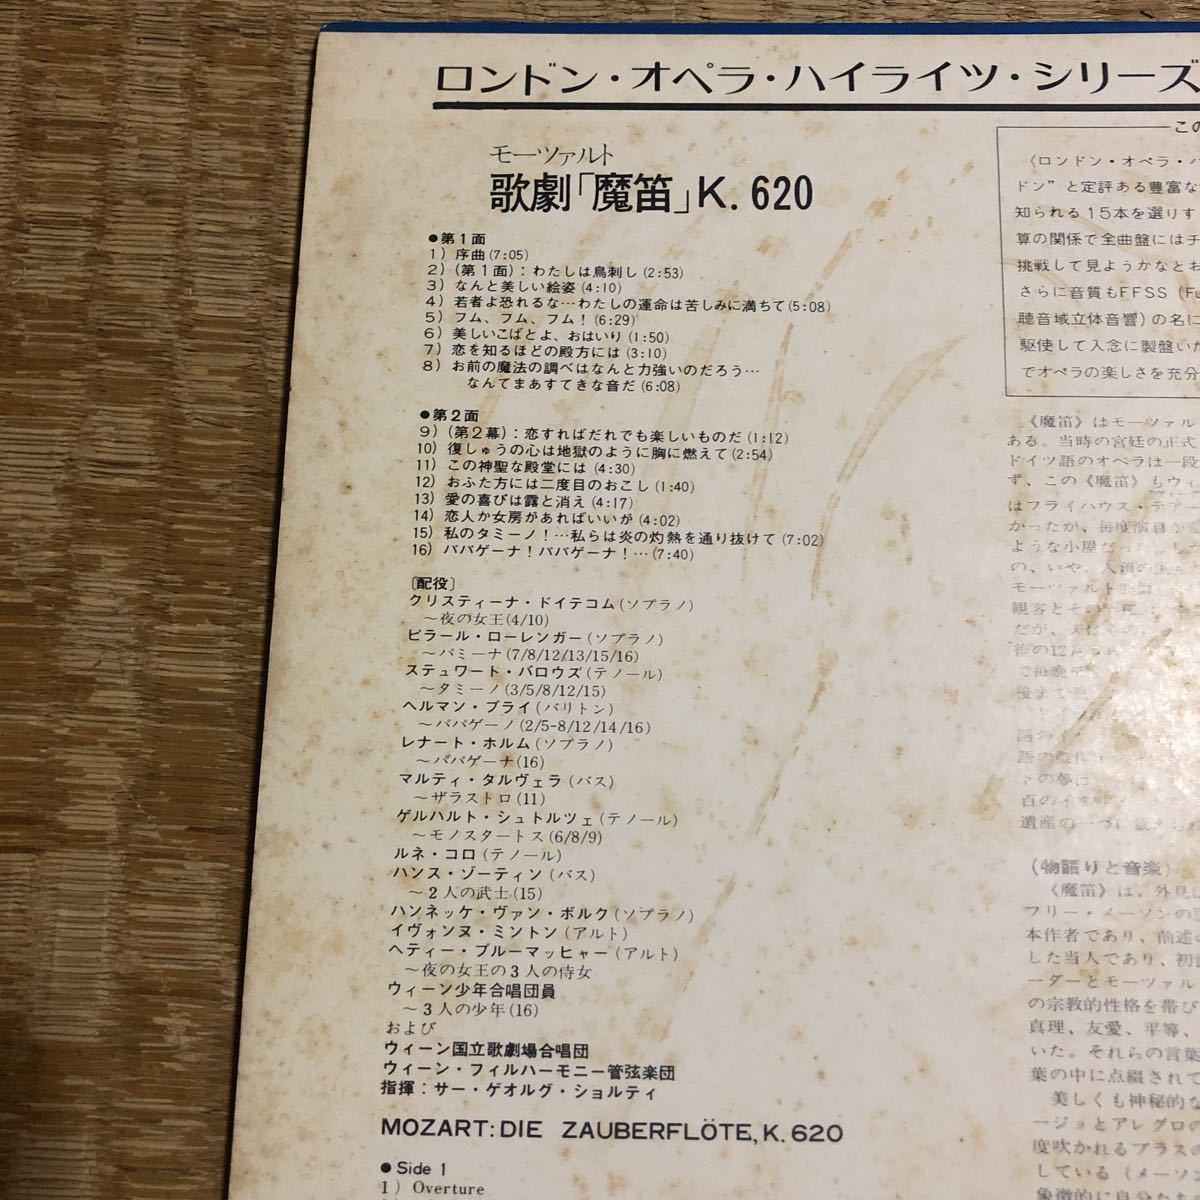 ロンドン・オペラ・ハイライツ・シリーズ
モーツァルト
歌劇「魔笛」K. 620
●第1面
1) 序曲(7:05)
2) (第1面) : わたしは鳥刺し(2:53)
3) なんと美しい絵姿(4:10)
4) 若者よ恐れるな…わたしの運命は苦しみに満ちて(5:08)
5) フム、フム、フム! (6:29)
6) 美しいこばとよ、おはいり(1:50)
7) 恋を知るほどの殿方には(3:10)
8) お前の魔法の調べはなんと力強いのだろう…
なんてまあすてきな音だ(6:08)
●第2面
9) (第2幕) : 恋すればだれでも楽しいものだ(1:12)
10) 復しゅうの心は地獄のように胸に燃えて(2:54)
11) この神聖な殿堂には(4:30)
12) おふた方には二度目のおこし(1:40)
13) 愛の喜びは露と消え(4:17)
14) 恋人か女房があればいいが(4:02)
15) 私のタミーノ! …私らは炎の灼熱を通り抜けて(7:02)
16) パパゲーナ! パパゲーナ! …(7:40)
〔配役〕
クリスティーナ・ドイテコム(ソプラノ)
～夜の女王(4/10)
ピラール・ローレンガー(ソプラノ)
～パミーナ(7/8/12/13/15/16)
ステュワート・バロウズ(テノール)
～タミーノ(3/5/8/12/15)
ヘルマン・プライ(バリトン)
～パパゲーノ(2/5-8/12/14/16)
レナート・ホルム(ソプラノ)
～パパゲーナ(16)
マルティ・タルヴェラ(バス)
～ザラストロ(11)
ゲルハルト・シュトルツェ(テノール)
～モノスタートス(6/8/9)
ルネ・コロ(テノール)
ハンス・ゾーティン(バス)
～2人の武士(15)
ハンネッケ・ヴァン・ボルク(ソプラノ)
イヴォンヌ・ミントン(アルト)
ヘティー・プルーマッヒャー(アルト)
～夜の女王の3人の侍女
ウィーン少年合唱団員
～3人の少年(16)
および
ウィーン国立歌劇場合唱団
ウィーン・フィルハーモニー管弦楽団
指揮：サー・ゲオルグ・ショルティ
MOZART: DIE ZAUBERFLÖTE, K. 620
●Side 1
1) Overture
この
〈ロンドン・オペラ・ハ
ドン”と定評ある豊富な
知られる15本を選りす
算の関係で全曲盤にはチ
挑戦して見ようかなとお
さらに音質もFFSS (Fu
聴音域立体音響)の名に
駆使して入念に製盤いた
でオペラの楽しさを充分
《魔笛》はモーツァル
ある。当時の宮廷の正式
ドイツ語のオペラは一段
ず、この《魔笛》もウィ
はフライハウス・テアー
かったが、毎度演目が
ような小屋だった
の、いや、人類の
モーツァルト
観客とその
だが、
後の12月
で毎晩
後まで
語の
百のイ
遺産の一つに数え
(物語りと音楽)
《魔笛》は、外見は
フリー・メーソンの
本作者であり、前述の
した当人であり、初
ーダーとモーツァル
の宗教的性格を帯び
真理、友愛、平等、
いた。それらの言葉
葉の中に点綴されて
美しくも神秘的な
ージョとアレグロの
度吹かれるブラスの
している (メーソ
象徴的に自分た